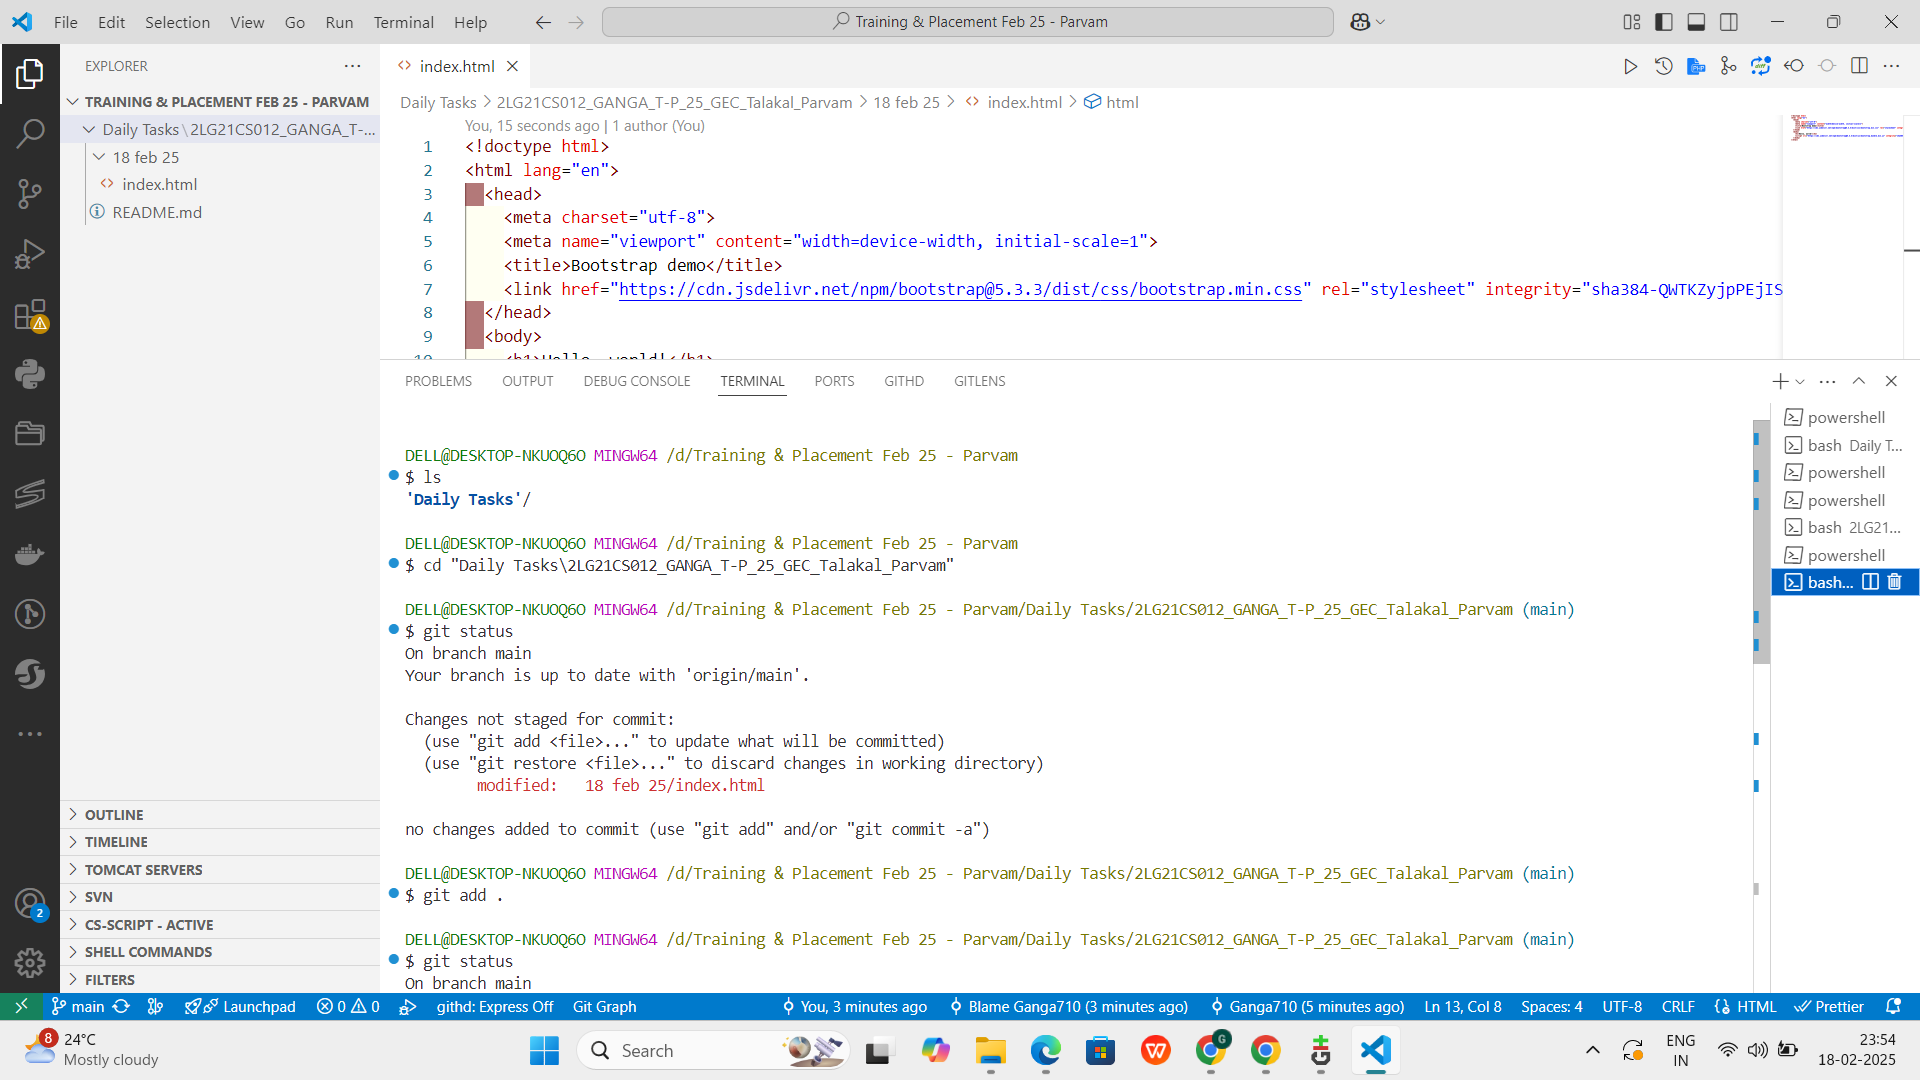 File Edit Selection View Go Run Terminal Help
Training & Placement Feb 25 - Parvam
EXPLORER
TRAINING & PLACEMENT FEB 25 - PARVAM
Daily Tasks\2LG21CS012_GANGA_T-...
18 feb 25
index.html
README.md
OUTLINE
TIMELINE
TOMCAT SERVERS
SVN
CS-SCRIPT - ACTIVE
SHELL COMMANDS
FILTERS
2
index.html
Daily Tasks > 2LG21CS012_GANGA_T-P_25_GEC_Talakal_Parvam > 18 feb 25 > index.html > html
You, 15 seconds ago | 1 author (You)
1 <!doctype html>
2 <html lang="en">
3 <head>
4 <meta charset="utf-8">
5 <meta name="viewport" content="width=device-width, initial-scale=1">
6 <title>Bootstrap demo</title>
7 <link href="https://cdn.jsdelivr.net/npm/bootstrap@5.3.3/dist/css/bootstrap.min.css" rel="stylesheet" integrity="sha384-QWTKZyjpPEjIS
8 </head>
9 <body>
10 <h1>Hello, world!</h1>
PROBLEMS OUTPUT DEBUG CONSOLE TERMINAL PORTS GITHD GITLENS
DELL@DESKTOP-NKUOQ6O MINGW64 /d/Training & Placement Feb 25 - Parvam
$ ls
'Daily Tasks'/
DELL@DESKTOP-NKUOQ6O MINGW64 /d/Training & Placement Feb 25 - Parvam
$ cd "Daily Tasks\2LG21CS012_GANGA_T-P_25_GEC_Talakal_Parvam"
DELL@DESKTOP-NKUOQ6O MINGW64 /d/Training & Placement Feb 25 - Parvam/Daily Tasks/2LG21CS012_GANGA_T-P_25_GEC_Talakal_Parvam (main)
$ git status
On branch main
Your branch is up to date with 'origin/main'.
Changes not staged for commit:
(use "git add <file>..." to update what will be committed)
(use "git restore <file>..." to discard changes in working directory)
modified: 18 feb 25/index.html
no changes added to commit (use "git add" and/or "git commit -a")
DELL@DESKTOP-NKUOQ6O MINGW64 /d/Training & Placement Feb 25 - Parvam/Daily Tasks/2LG21CS012_GANGA_T-P_25_GEC_Talakal_Parvam (main)
$ git add .
DELL@DESKTOP-NKUOQ6O MINGW64 /d/Training & Placement Feb 25 - Parvam/Daily Tasks/2LG21CS012_GANGA_T-P_25_GEC_Talakal_Parvam (main)
$ git status
On branch main
powershell
bash Daily T...
powershell
powershell
bash 2LG21...
powershell
bash...
main Launchpad 0 0 githd: Express Off Git Graph You, 3 minutes ago Blame Ganga710 (3 minutes ago) Ganga710 (5 minutes ago) Ln 13, Col 8 Spaces: 4 UTF-8 CRLF HTML Prettier
8
24°C
Mostly cloudy
Search
G
W
ENG
IN
23:54
18-02-2025